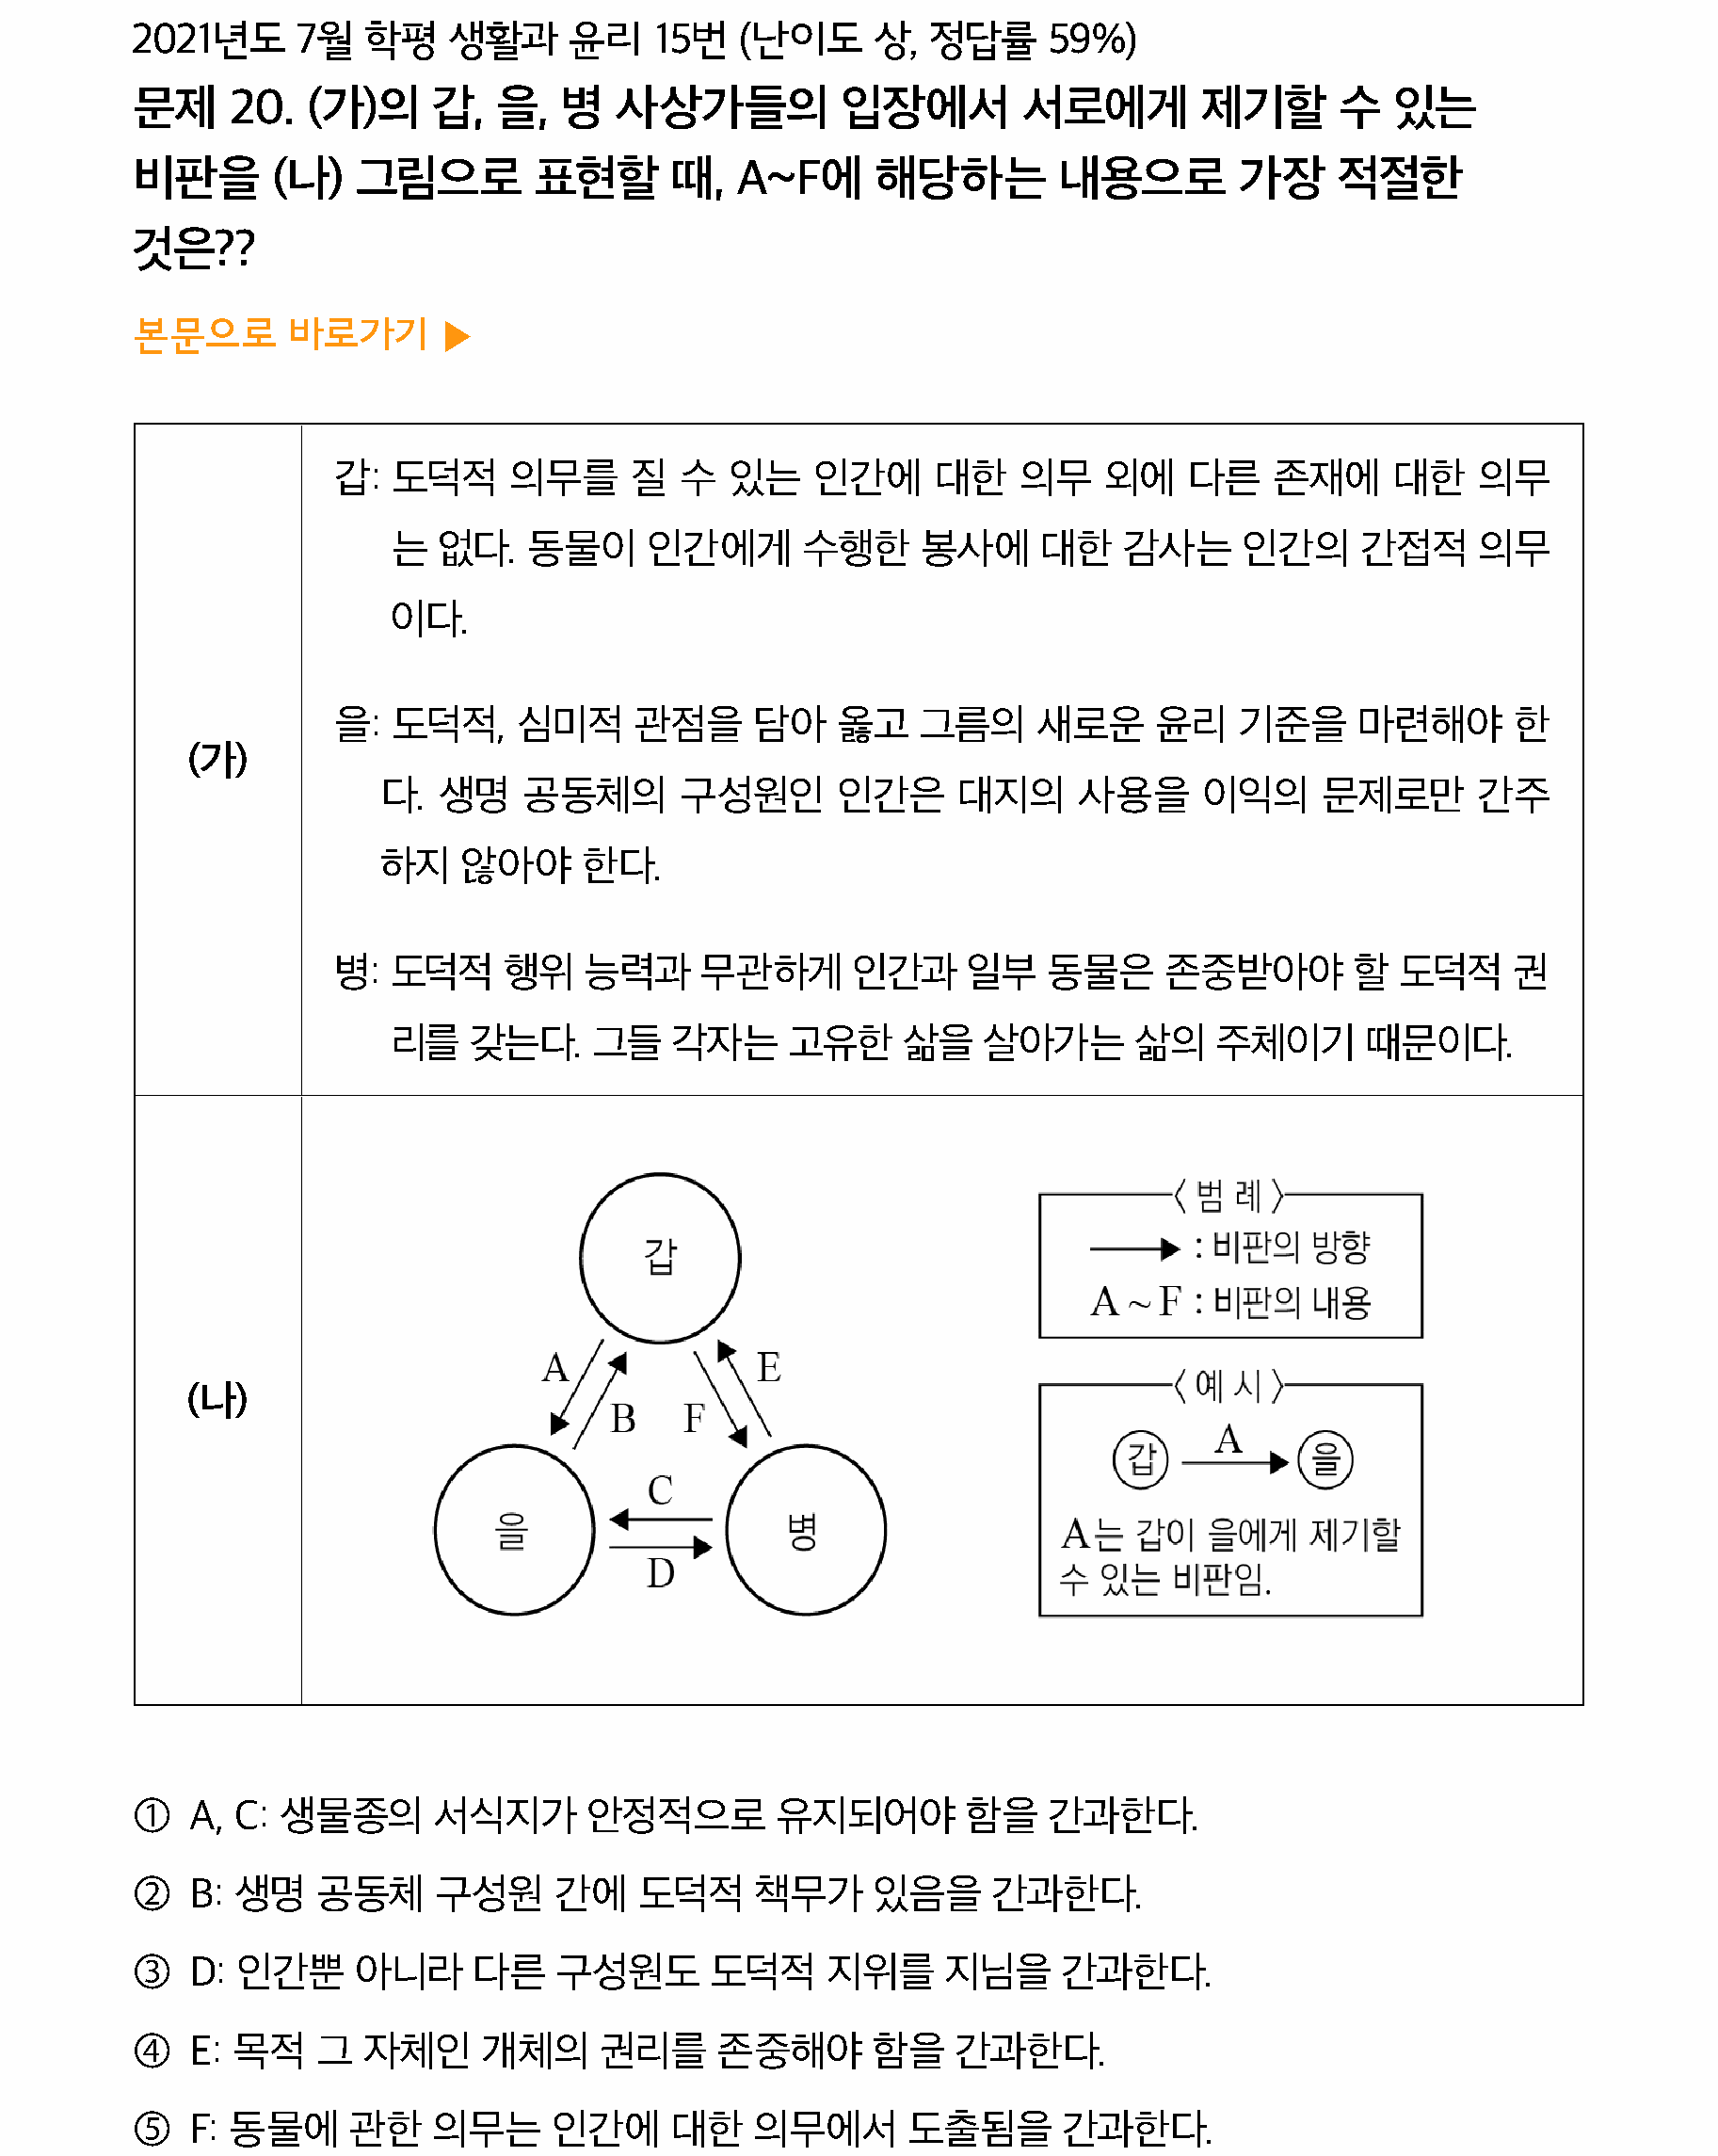 2021년도 7월 학평 생활과 윤리 15번 (난이도 상, 정답률 59%)
문제 20. (가)의 갑, 을, 병 사상가들의 입장에서 서로에게 제기할 수 있는
비판을 (나) 그림으로 표현할 때, A~F에 해당하는 내용으로 가장 적절한
것은??
본문으로 바로가기 ▶
(가)
갑: 도덕적 의무를 질 수 있는 인간에 대한 의무 외에 다른 존재에 대한 의무
는 없다. 동물이 인간에게 수행한 봉사에 대한 감사는 인간의 간접적 의무
이다.
을: 도덕적, 심미적 관점을 담아 옳고 그름의 새로운 윤리 기준을 마련해야 한
다. 생명 공동체의 구성원인 인간은 대지의 사용을 이익의 문제로만 간주
하지 않아야 한다.
병: 도덕적 행위 능력과 무관하게 인간과 일부 동물은 존중받아야 할 도덕적 권
리를 갖는다. 그들 각자는 고유한 삶을 살아가는 삶의 주체이기 때문이다.
(나)
갑
A
E
B
F
C
을
병
D
〈 범 례 〉
: 비판의 방향
A ~ F : 비판의 내용
〈 예 시 〉
갑 A 을
A는 갑이 을에게 제기할
수 있는 비판임.
① A, C: 생물종의 서식지가 안정적으로 유지되어야 함을 간과한다.
② B: 생명 공동체 구성원 간에 도덕적 책무가 있음을 간과한다.
③ D: 인간뿐 아니라 다른 구성원도 도덕적 지위를 지님을 간과한다.
④ E: 목적 그 자체인 개체의 권리를 존중해야 함을 간과한다.
⑤ F: 동물에 관한 의무는 인간에 대한 의무에서 도출됨을 간과한다.